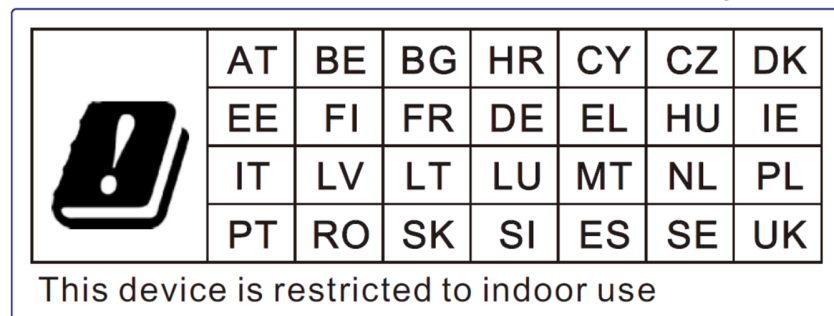 AT BE BG HR CY CZ DK
EE FI FR DE EL HU IE
IT LV LT LU MT NL PL
PT RO SK SI ES SE UK
This device is restricted to indoor use